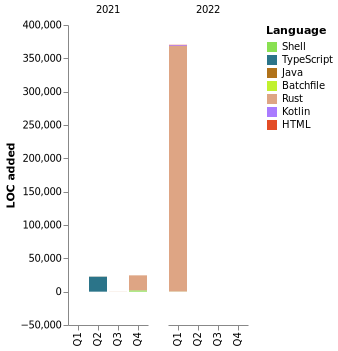 2021
2022
400,000
350,000
300,000
250,000
200,000
150,000
100,000
50,000
0
−50,000
LOC added
Q1
Q2
Q3
Q4
Q1
Q2
Q3
Q4
Language
Shell
TypeScript
Java
Batchfile
Rust
Kotlin
HTML